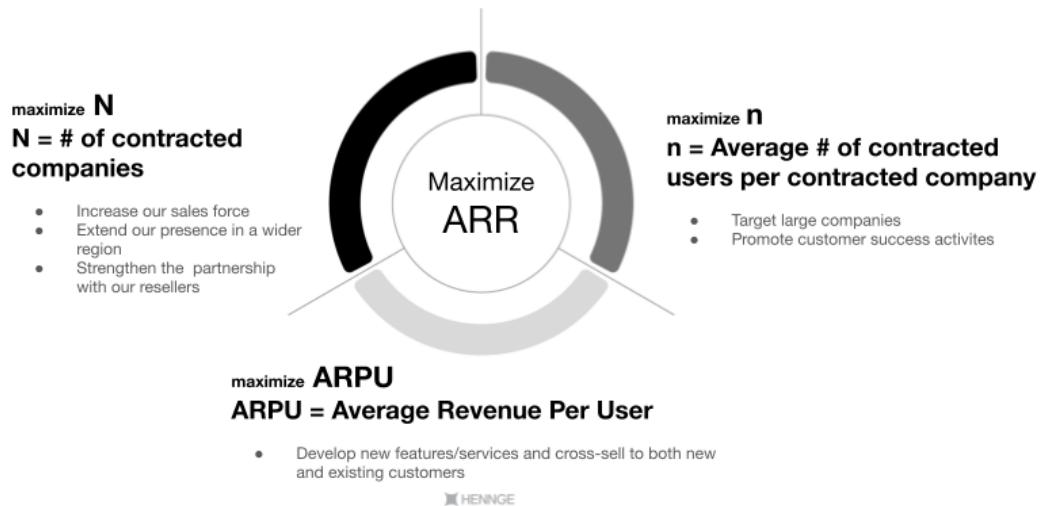 maximize N
N = # of contracted
companies
● Increase our sales force
● Extend our presence in a wider
region
● Strengthen the partnership
with our resellers
Maximize
ARR
maximize n
n = Average # of contracted
users per contracted company
● Target large companies
● Promote customer success activites
maximize ARPU
ARPU = Average Revenue Per User
● Develop new features/services and cross-sell to both new
and existing customers
HENNGE